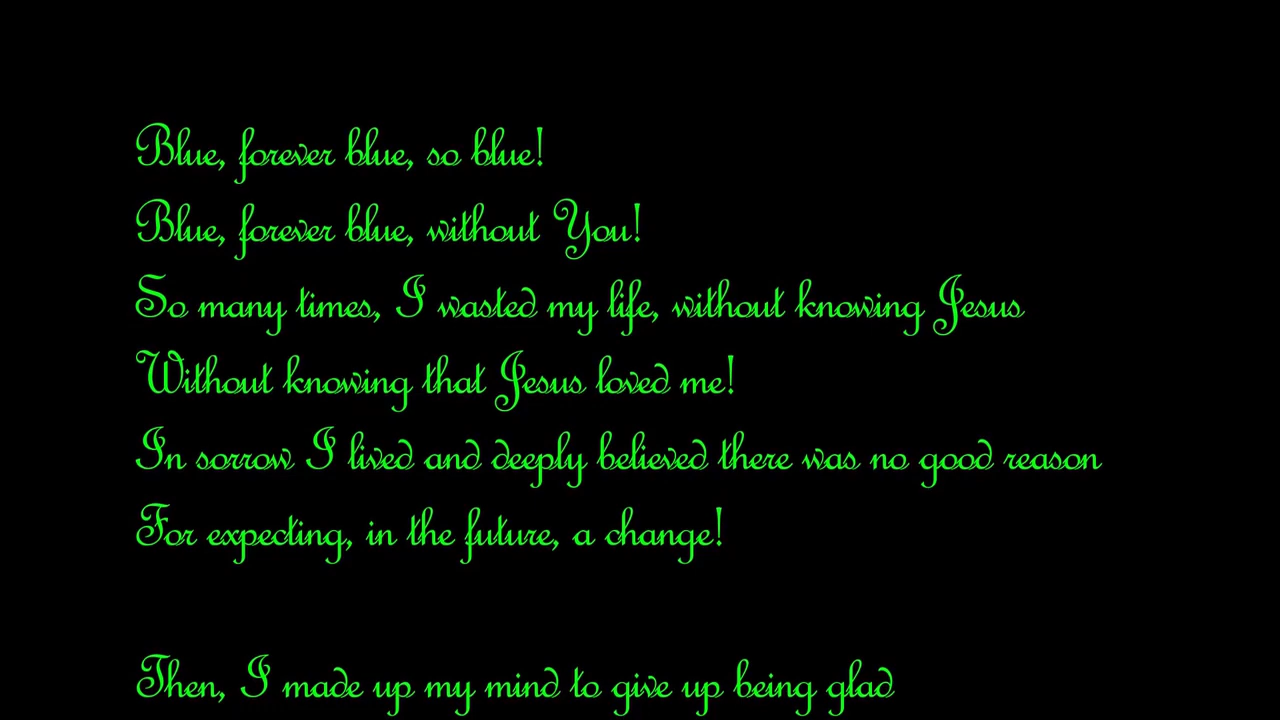 Blue, forever blue, so blue!
Blue, forever blue, without You!
So many times, I wasted my life, without knowing Jesus
Without knowing that Jesus loved me!
In sorrow I lived and deeply believed there was no good reason
For expecting, in the future, a change!
Then, I made up my mind to give up being glad